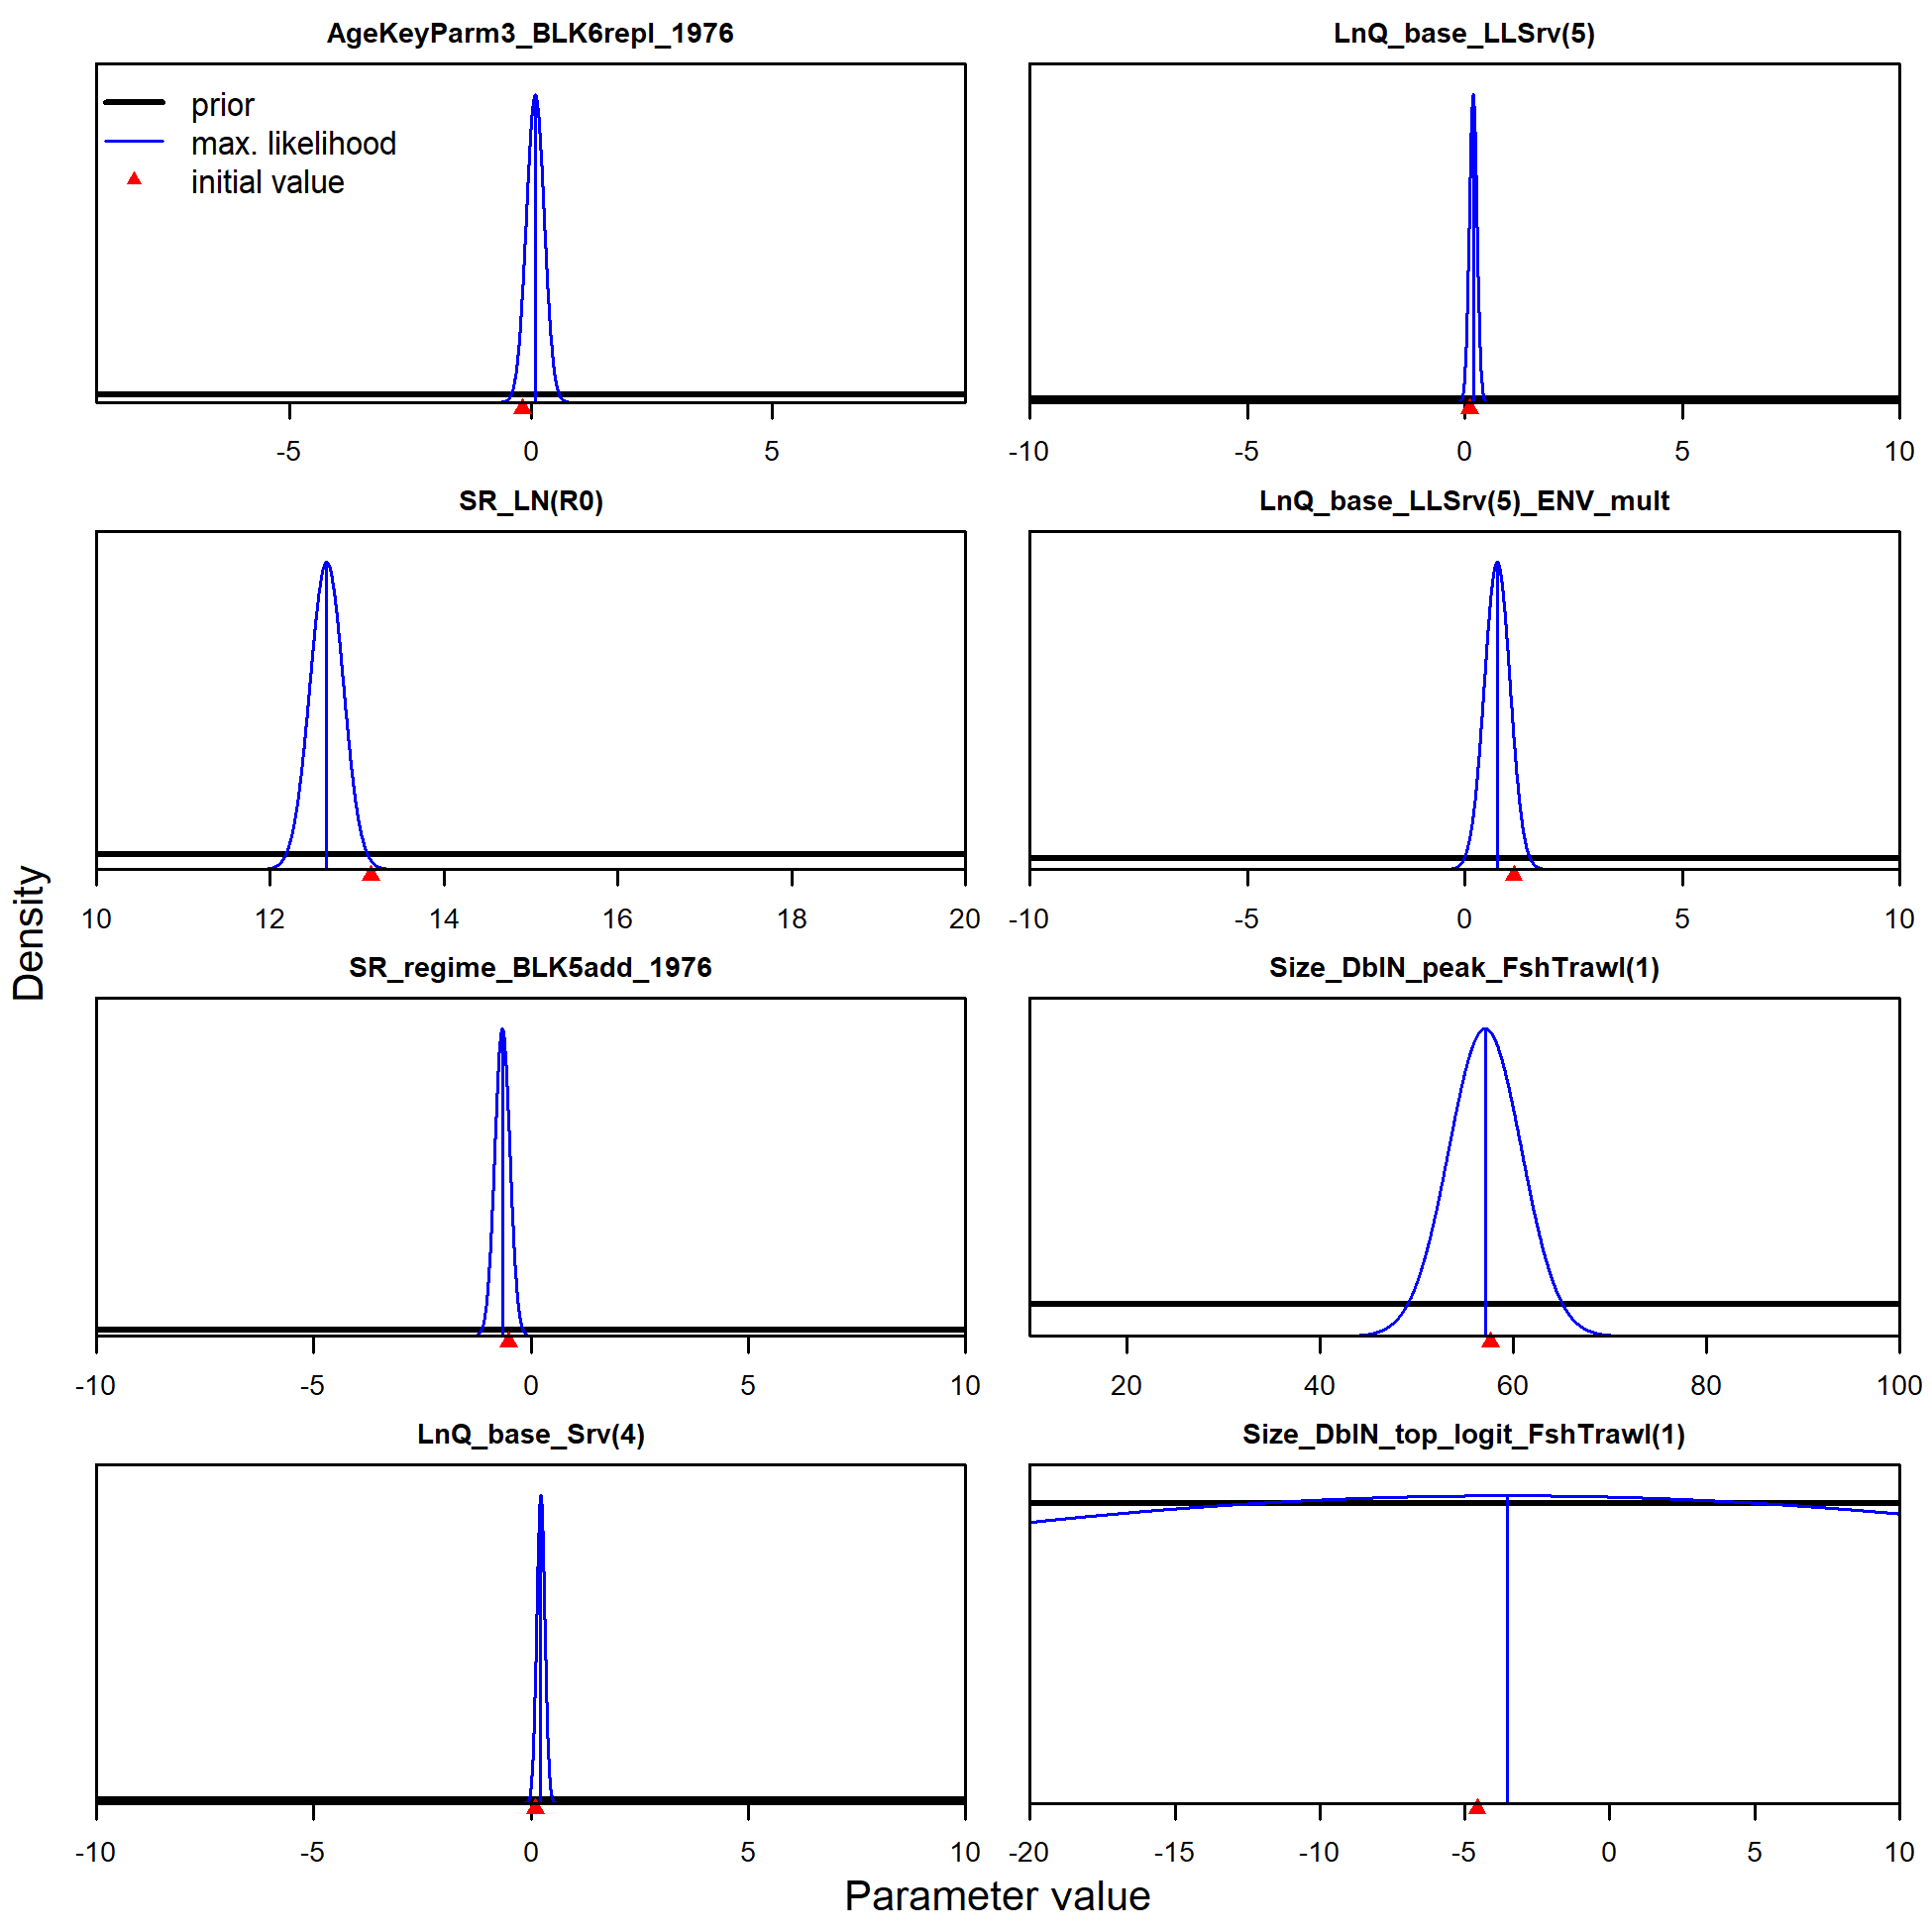 AgeKeyParm3_BLK6repl_1976
prior
max. likelihood
initial value
-5 0 5
LnQ_base_LLSrv(5)
-10 -5 0 5 10
SR_LN(R0)
10 12 14 16 18 20
LnQ_base_LLSrv(5)_ENV_mult
-10 -5 0 5 10
SR_regime_BLK5add_1976
-10 -5 0 5 10
Size_DblN_peak_FshTrawl(1)
20 40 60 80 100
LnQ_base_Srv(4)
-10 -5 0 5 10
Size_DblN_top_logit_FshTrawl(1)
-20 -15 -10 -5 0 5 10
Density
Parameter value